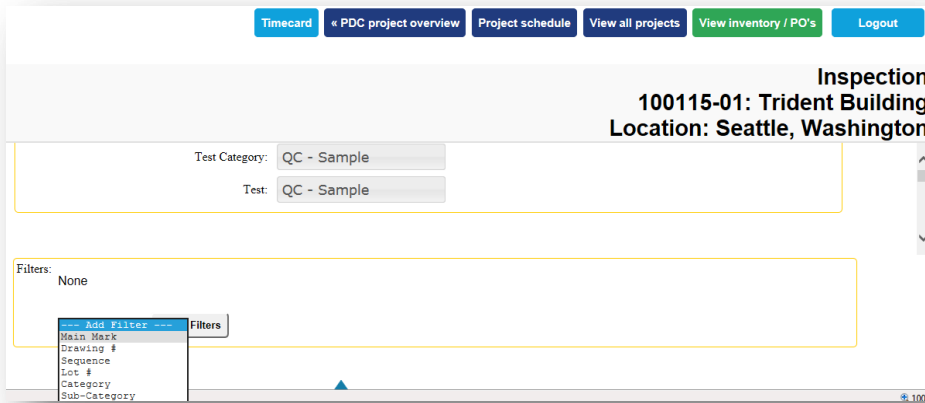 Timecard « PDC project overview Project schedule View all projects View inventory / PO's Logout
Inspection
100115-01: Trident Building
Location: Seattle, Washington
Test Category: QC - Sample
Test: QC - Sample
Filters:
None
--- Add Filter --- Filters
Main Mark
Drawing #
Sequence
Lot #
Category
Sub-Category
100